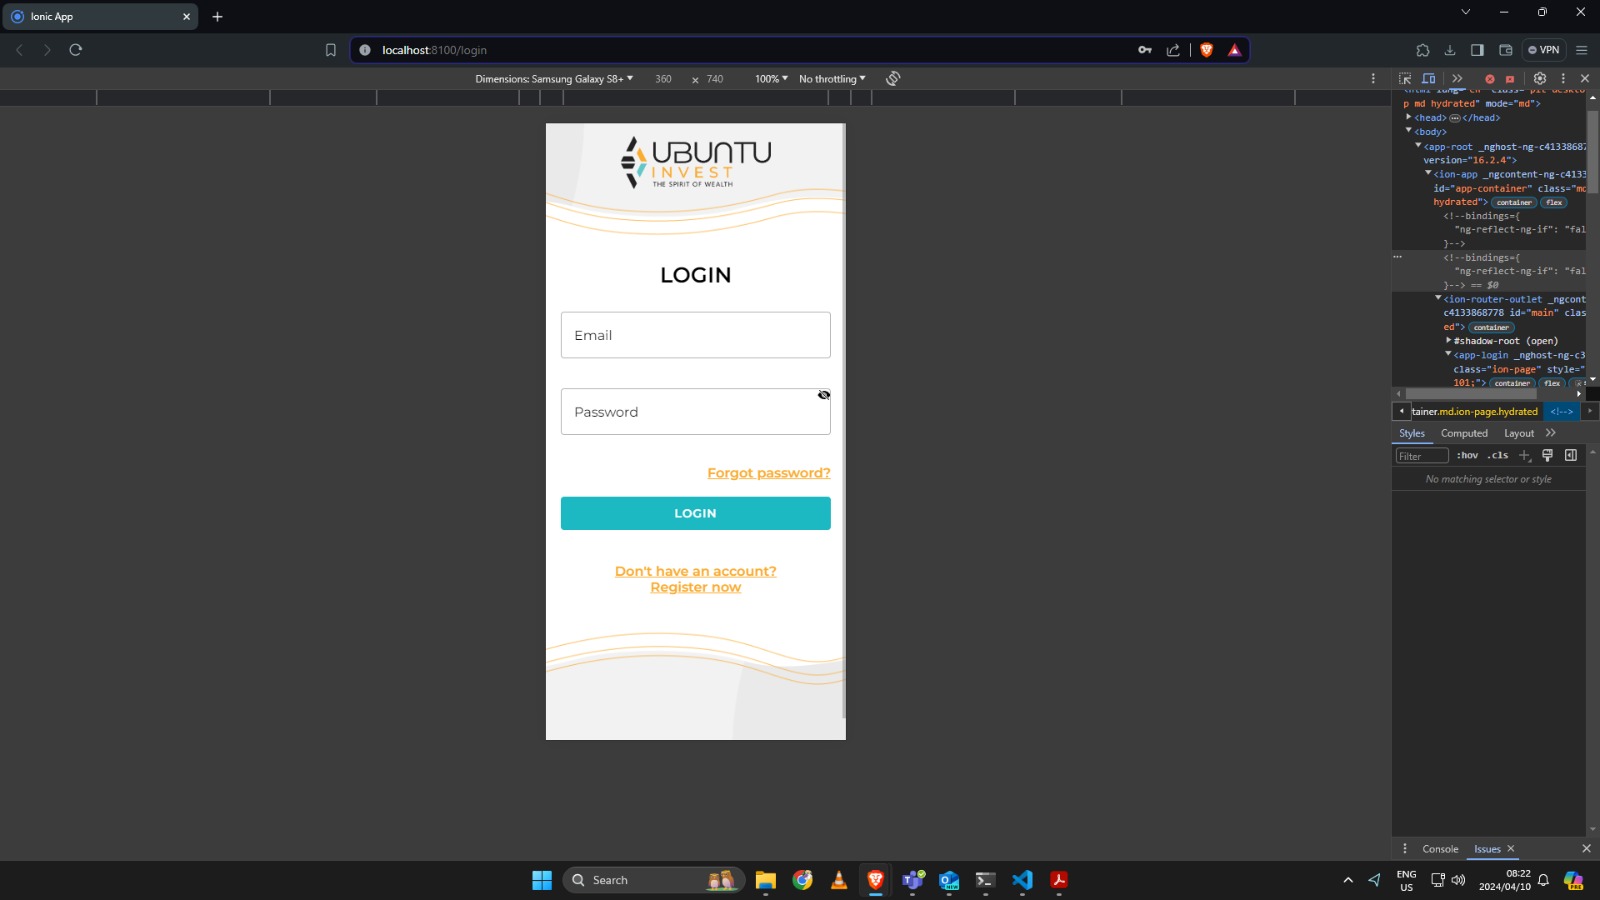 Ionic App
localhost:8100/login
VPN
Dimensions: Samsung Galaxy S8+ 360 x 740 100% No throttling
UBUNTU
INVEST
THE SPIRIT OF WEALTH
LOGIN
Email
Password
Forgot password?
LOGIN
Don't have an account?
Register now
p md hydrated" mode="md">
<head> </head>
<body>
<app-root _nghost-ng-c41338687
version="16.2.4">
<ion-app _ngcontent-ng-c4133
id="app-container" class="md
hydrated"> container flex
<!--bindings={
"ng-reflect-ng-if": "fal
}-->
<!--bindings={
"ng-reflect-ng-if": "fal
}--> == $0
<ion-router-outlet _ngcont
c4133868778 id="main" clas
ed"> container
#shadow-root (open)
<app-login _nghost-ng-c3
class="ion-page" style="
101;"> container flex
tainer.md.ion-page.hydrated <!-->
Styles Computed Layout
Filter :hov .cls
No matching selector or style
Console Issues
Search
ENG
US
08:22
2024/04/10